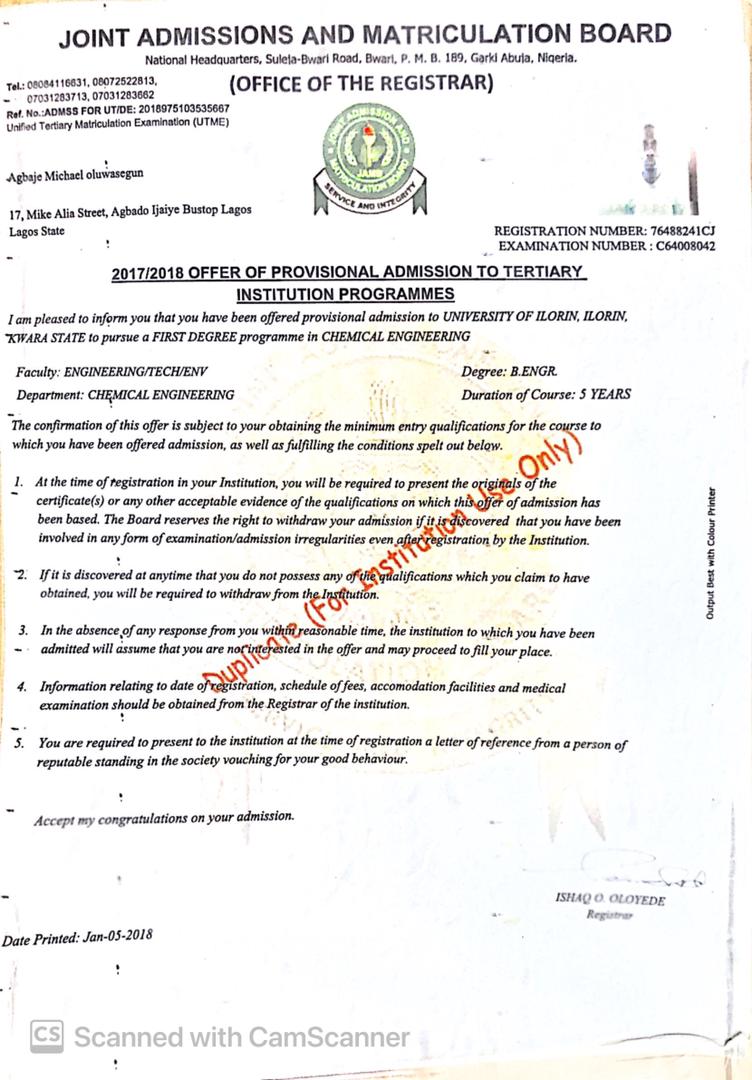 JOINT ADMISSIONS AND MATRICULATION BOARD
National Headquarters, Suleja-Bwari Road, Bwari, P. M. B. 189, Garki Abuja, Nigeria.
(OFFICE OF THE REGISTRAR)
Tel.: 08084116631, 08072522813,
07031283713, 07031283662
Ref. No.:ADMSS FOR UT/DE: 2018975103535667
Unified Tertiary Matriculation Examination (UTME)
JOINT ADMISSION AND
MATRICULATION BOARD
JAMB
SERVICE AND INTEGRITY
Agbaje Michael oluwasegun
17, Mike Alia Street, Agbado Ijaiye Bustop Lagos
Lagos State
REGISTRATION NUMBER: 76488241CJ
EXAMINATION NUMBER : C64008042
2017/2018 OFFER OF PROVISIONAL ADMISSION TO TERTIARY
INSTITUTION PROGRAMMES
I am pleased to inform you that you have been offered provisional admission to UNIVERSITY OF ILORIN, ILORIN,
KWARA STATE to pursue a FIRST DEGREE programme in CHEMICAL ENGINEERING
Faculty: ENGINEERING/TECH/ENV
Degree: B.ENGR.
Department: CHEMICAL ENGINEERING
Duration of Course: 5 YEARS
The confirmation of this offer is subject to your obtaining the minimum entry qualifications for the course to
which you have been offered admission, as well as fulfilling the conditions spelt out below.
1. At the time of registration in your Institution, you will be required to present the originals of the
certificate(s) or any other acceptable evidence of the qualifications on which this offer of admission has
been based. The Board reserves the right to withdraw your admission if it is discovered that you have been
involved in any form of examination/admission irregularities even after registration by the Institution.
2. If it is discovered at anytime that you do not possess any of the qualifications which you claim to have
obtained, you will be required to withdraw from the Institution.
3. In the absence of any response from you within reasonable time, the institution to which you have been
admitted will assume that you are not interested in the offer and may proceed to fill your place.
4. Information relating to date of registration, schedule of fees, accomodation facilities and medical
examination should be obtained from the Registrar of the institution.
5. You are required to present to the institution at the time of registration a letter of reference from a person of
reputable standing in the society vouching for your good behaviour.
Duplicate (For Institution Use Only)
Output Best with Colour Printer
Accept my congratulations on your admission.
ISHAQ O. OLOYEDE
Registrar
Date Printed: Jan-05-2018
CS Scanned with CamScanner